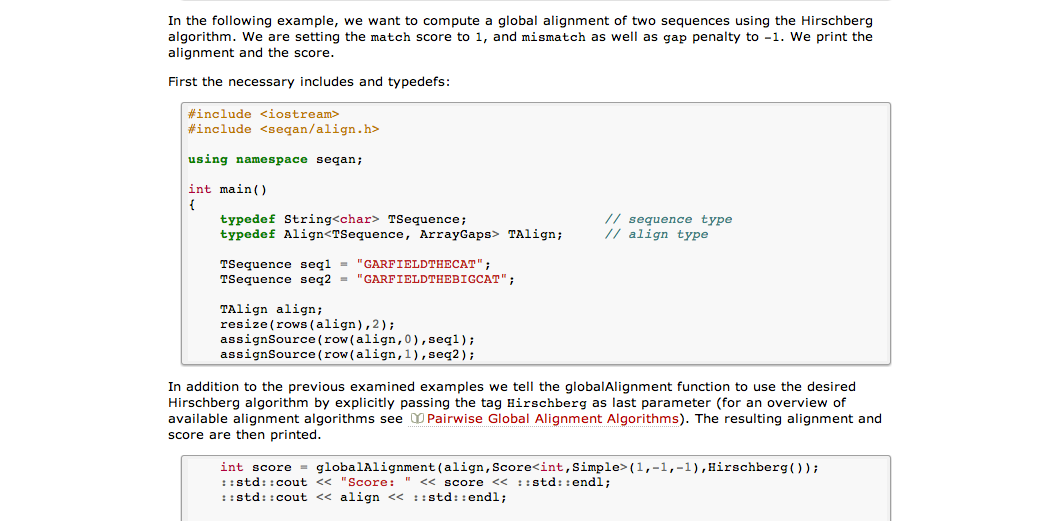 In the following example, we want to compute a global alignment of two sequences using the Hirschberg
algorithm. We are setting the match score to 1, and mismatch as well as gap penalty to -1. We print the
alignment and the score.
First the necessary includes and typedefs:
#include <iostream>
#include <seqan/align.h>
using namespace seqan;
int main()
{
    typedef String<char> TSequence;                 // sequence type
    typedef Align<TSequence, ArrayGaps> TAlign;     // align type
    TSequence seq1 = "GARFIELDTHECAT";
    TSequence seq2 = "GARFIELDTHEBIGCAT";
    TAlign align;
    resize(rows(align),2);
    assignSource(row(align,0),seq1);
    assignSource(row(align,1),seq2);
In addition to the previous examined examples we tell the globalAlignment function to use the desired
Hirschberg algorithm by explicitly passing the tag Hirschberg as last parameter (for an overview of
available alignment algorithms see Pairwise Global Alignment Algorithms). The resulting alignment and
score are then printed.
    int score = globalAlignment(align,Score<int,Simple>(1,-1,-1),Hirschberg());
    ::std::cout << "Score: " << score << ::std::endl;
    ::std::cout << align << ::std::endl;